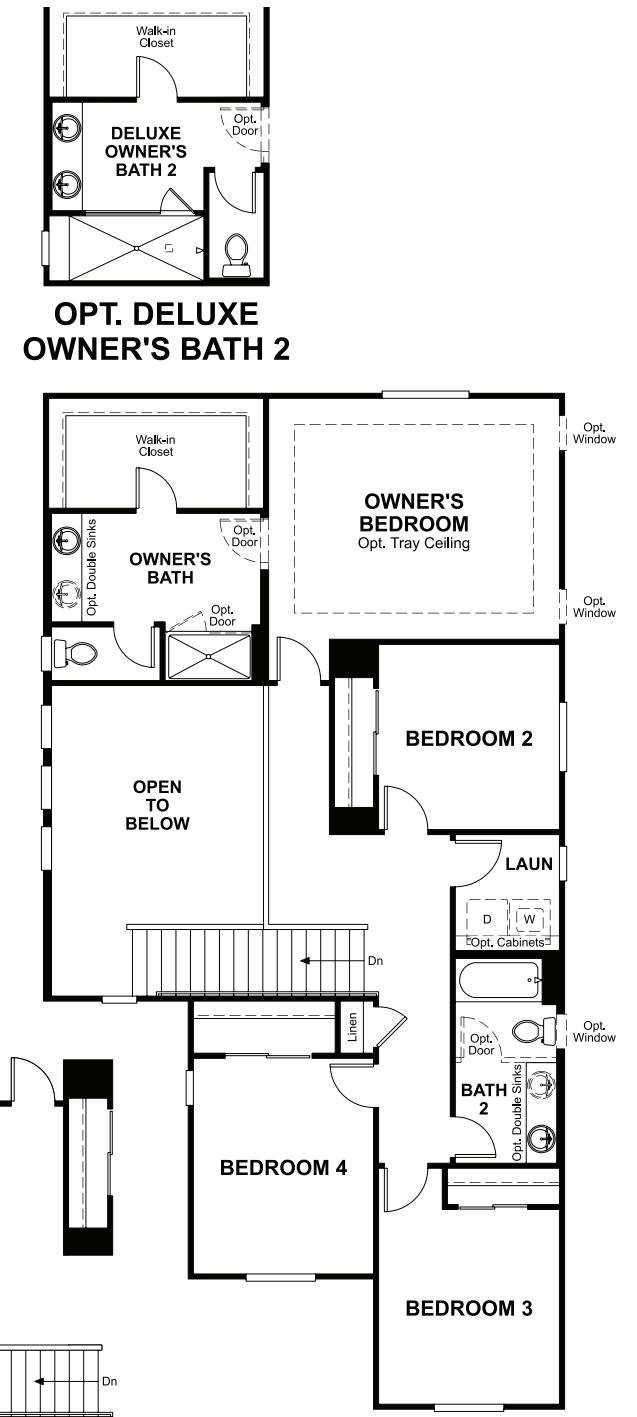 Walk-in
Closet
Opt.
Door
DELUXE
OWNER'S
BATH 2
OPT. DELUXE
OWNER'S BATH 2
Walk-in
Closet
Opt.
Window
OWNER'S
BEDROOM
Opt. Tray Ceiling
Opt. Double Sinks
Opt.
Door
OWNER'S
BATH
Opt.
Door
Opt.
Window
BEDROOM 2
OPEN
TO
BELOW
LAUN
D
W
Opt. Cabinets
Dn
Linen
Opt.
Door
Opt.
Window
BATH
2
Opt. Double Sinks
BEDROOM 4
BEDROOM 3
Dn